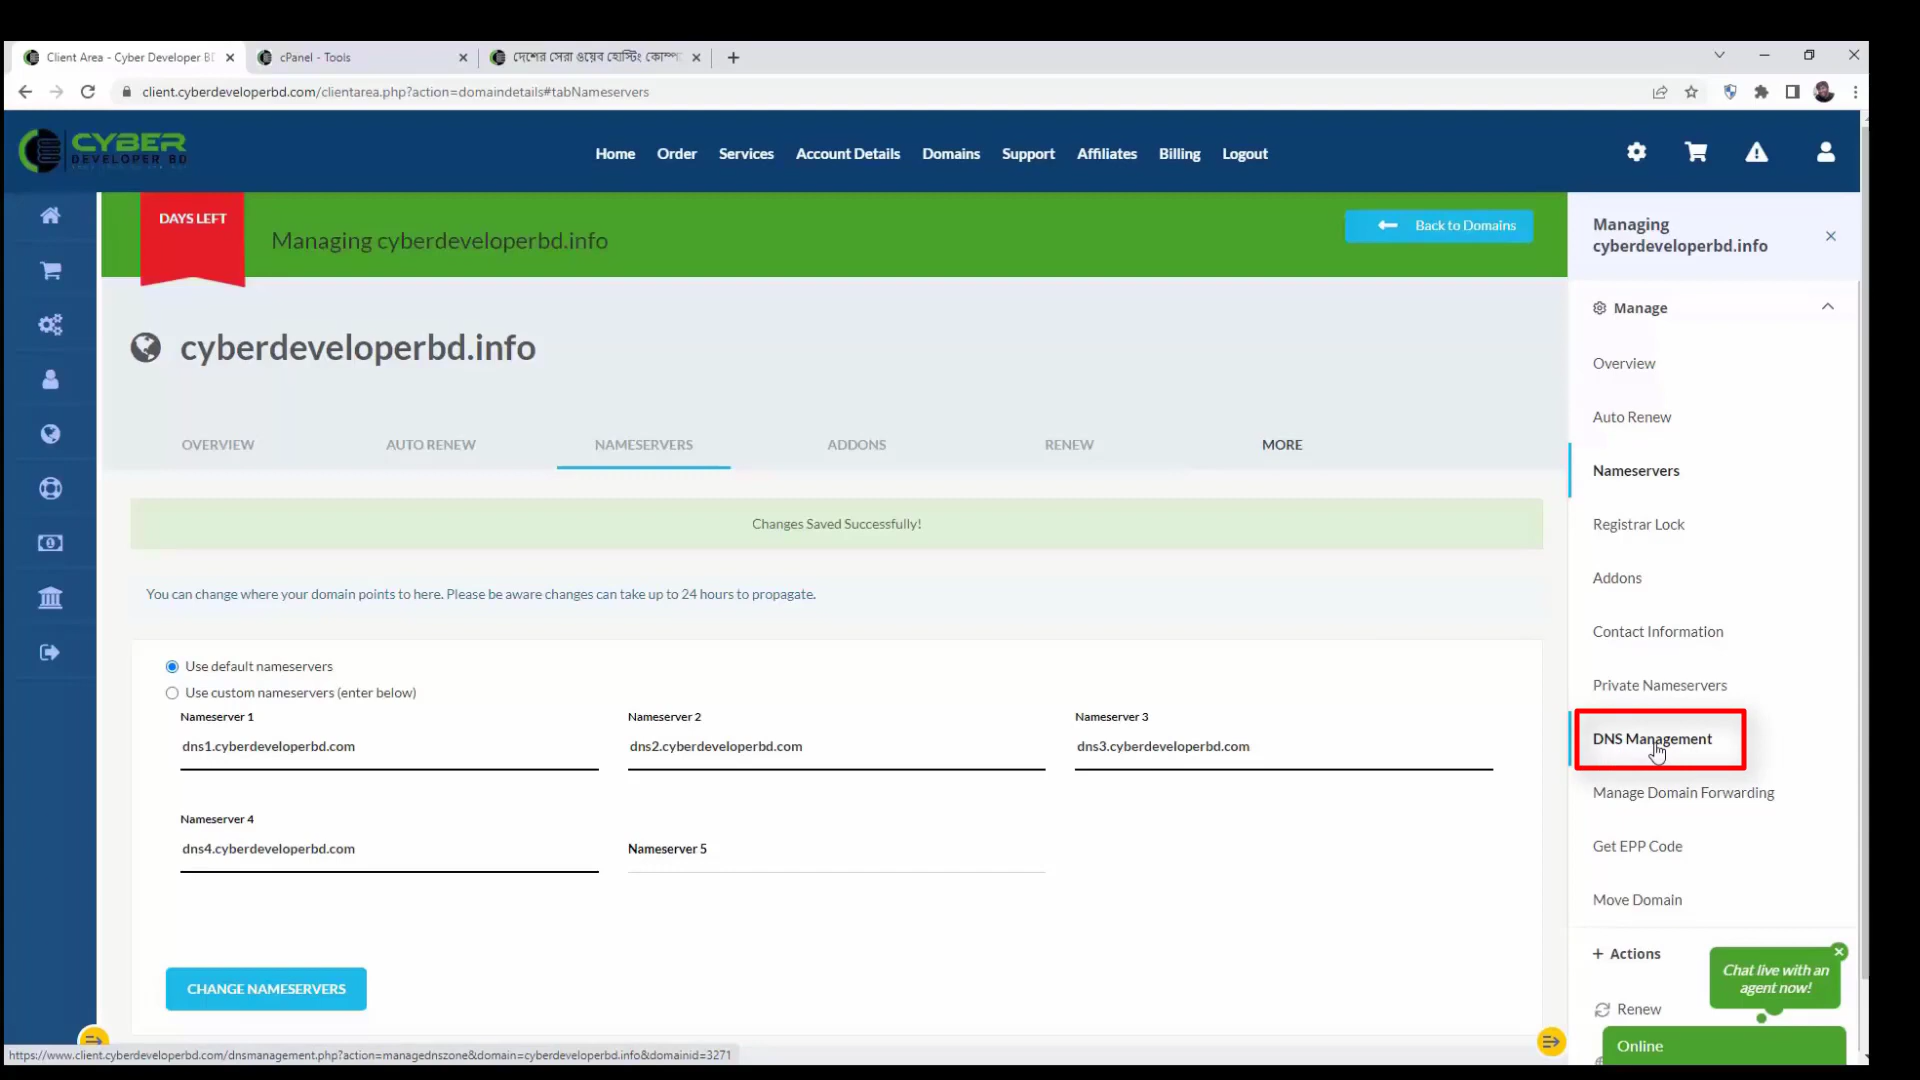 Client Area - Cyber Developer BD
cPanel - Tools
দেশের সেরা ওয়েব হোস্টিং কোম্প
client.cyberdeveloperbd.com/clientarea.php?action=domaindetails#tabNameservers
CYBER
DEVELOPER BD
Home
Order
Services
Account Details
Domains
Support
Affiliates
Billing
Logout
DAYS LEFT
Managing cyberdeveloperbd.info
Back to Domains
cyberdeveloperbd.info
OVERVIEW
AUTO RENEW
NAMESERVERS
ADDONS
RENEW
MORE
Changes Saved Successfully!
You can change where your domain points to here. Please be aware changes can take up to 24 hours to propagate.
Use default nameservers
Use custom nameservers (enter below)
Nameserver 1
Nameserver 2
Nameserver 3
dns1.cyberdeveloperbd.com
dns2.cyberdeveloperbd.com
dns3.cyberdeveloperbd.com
Nameserver 4
dns4.cyberdeveloperbd.com
Nameserver 5
CHANGE NAMESERVERS
Managing
cyberdeveloperbd.info
Manage
Overview
Auto Renew
Nameservers
Registrar Lock
Addons
Contact Information
Private Nameservers
DNS Management
Manage Domain Forwarding
Get EPP Code
Move Domain
+ Actions
Renew
Chat live with an
agent now!
Online
https://www.client.cyberdeveloperbd.com/dnsmanagement.php?action=managednszone&domain=cyberdeveloperbd.info&domainid=3271